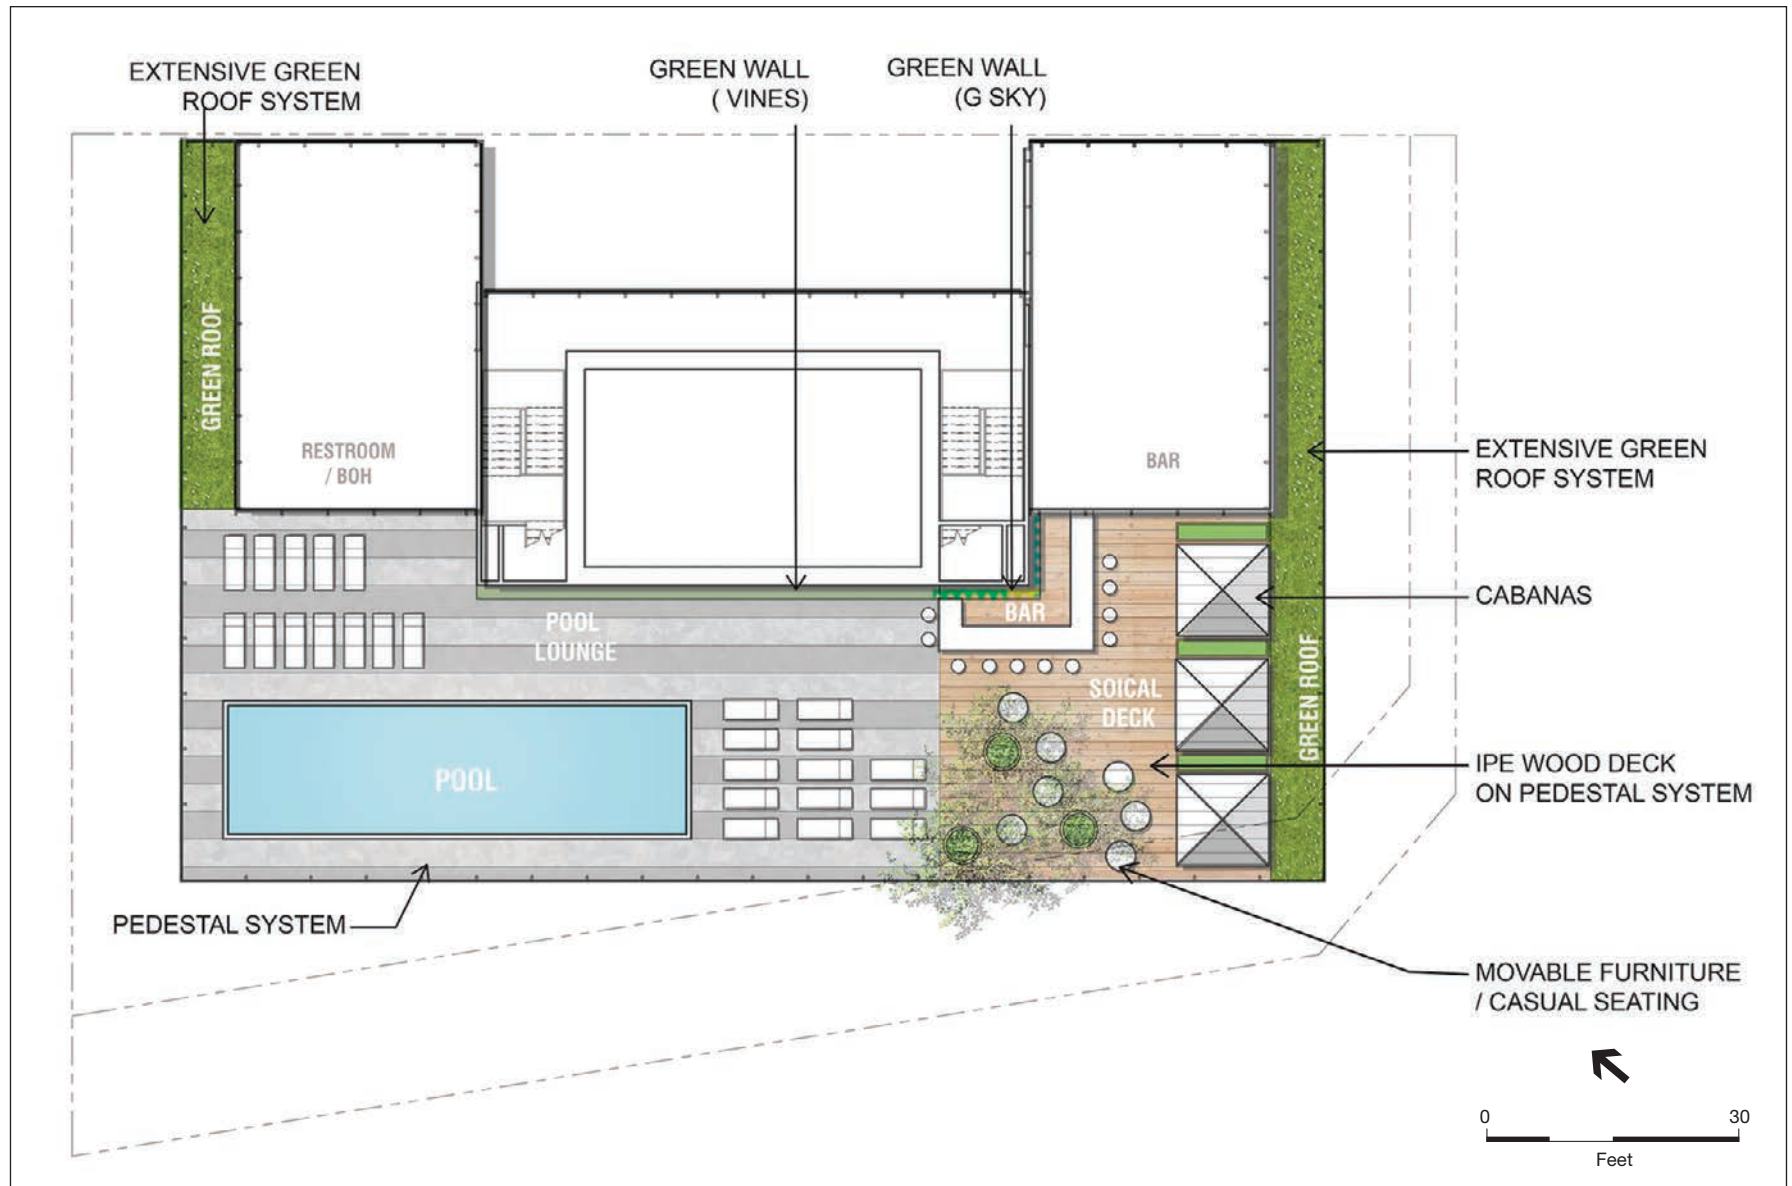 EXTENSIVE GREEN
ROOF SYSTEM
GREEN WALL
( VINES)
GREEN WALL
(G SKY)
GREEN ROOF
RESTROOM
/ BOH
BAR
EXTENSIVE GREEN
ROOF SYSTEM
CABANAS
BAR
POOL
LOUNGE
SOICAL
DECK
GREEN ROOF
POOL
IPE WOOD DECK
ON PEDESTAL SYSTEM
PEDESTAL SYSTEM
MOVABLE FURNITURE
/ CASUAL SEATING
0 30
Feet